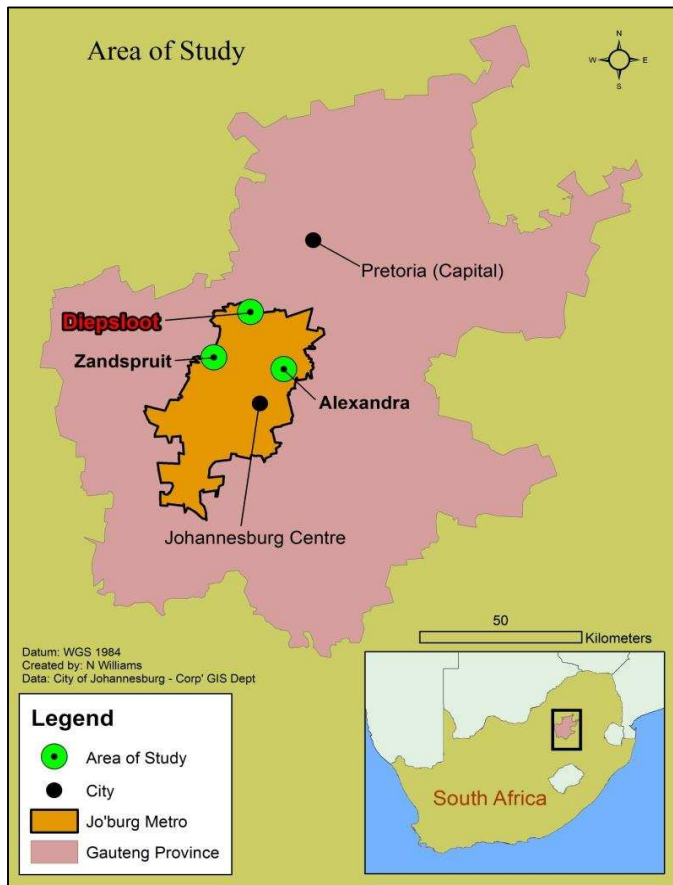 Area of Study
N
W E
S
Pretoria (Capital)
Diepsloot
Zandspruit
Alexandra
Johannesburg Centre
50
Kilometers
Datum: WGS 1984
Created by: N Williams
Data: City of Johannesburg - Corp' GIS Dept
Legend
Area of Study
City
Jo'burg Metro
Gauteng Province
South Africa